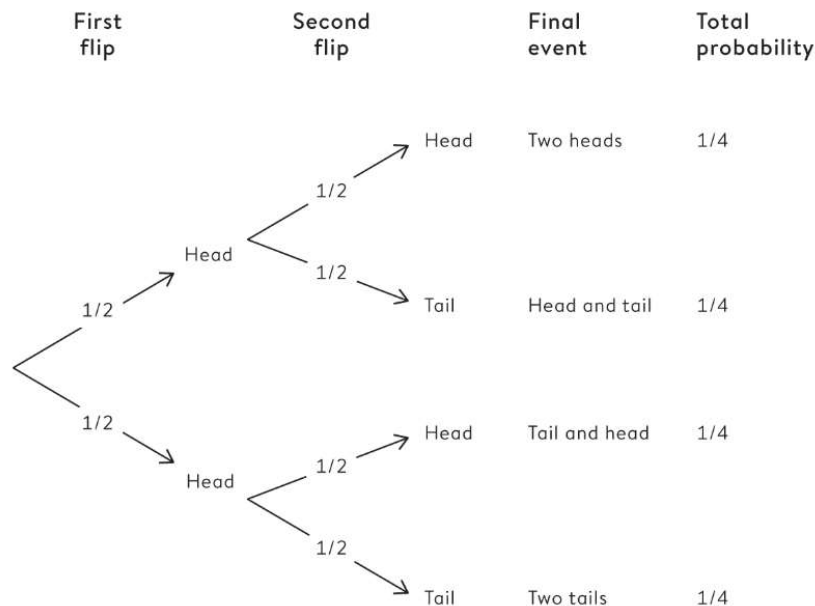 First Second Final Total
flip flip event probability
Head Two heads 1/4
1/2
Head
1/2
1/2
Tail Head and tail 1/4
1/2
Head Tail and head 1/4
1/2
Head
1/2
Tail Two tails 1/4